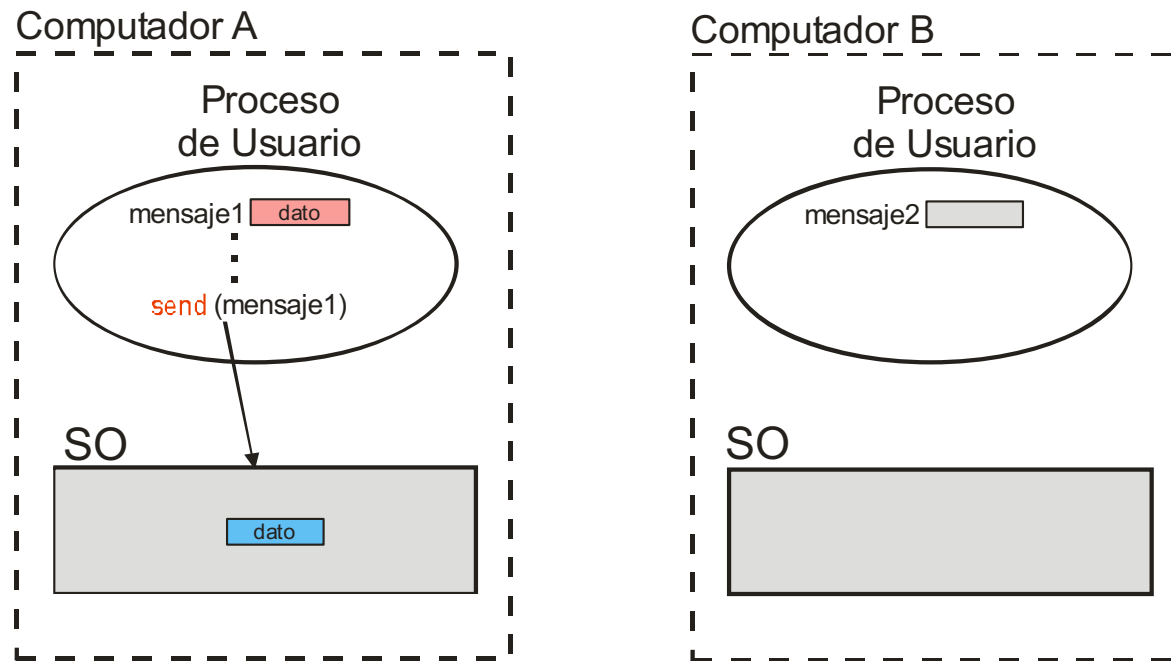 Computador A
Proceso
de Usuario
mensaje1 dato
send (mensaje1)
SO
dato
Computador B
Proceso
de Usuario
mensaje2
SO